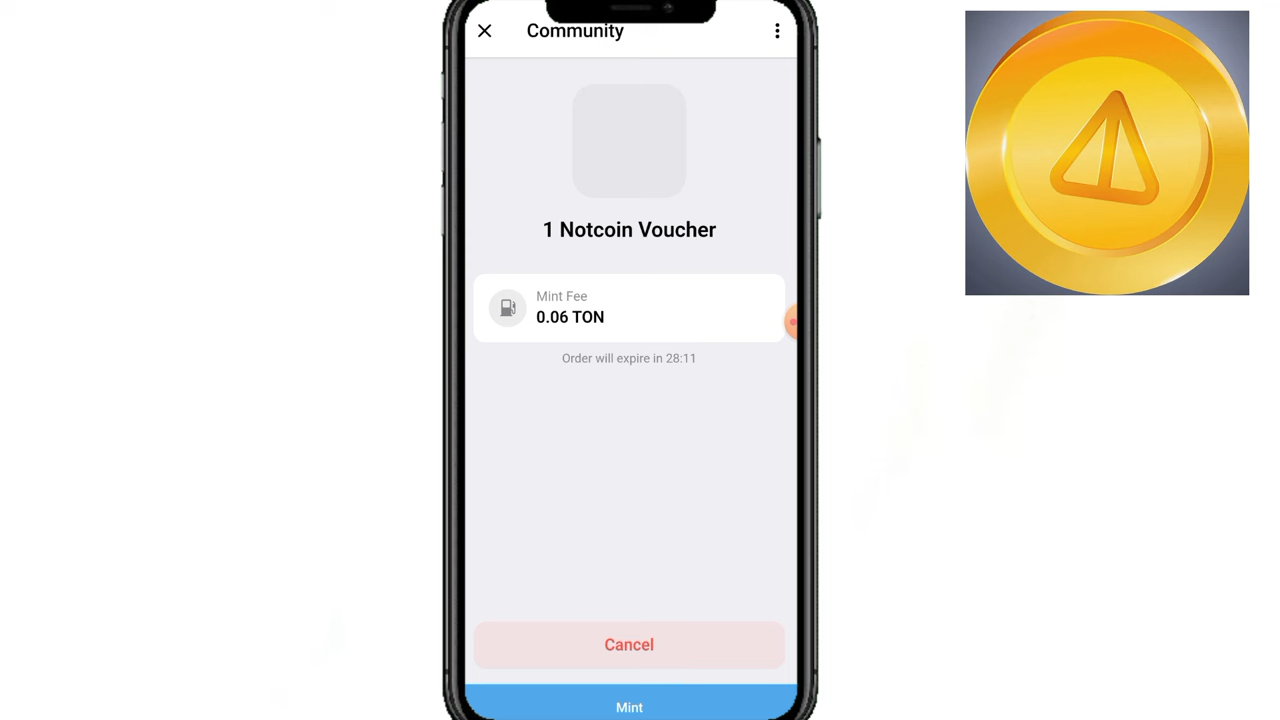 Community
1 Notcoin Voucher
Mint Fee
0.06 TON
Order will expire in 28:11
Cancel
Mint